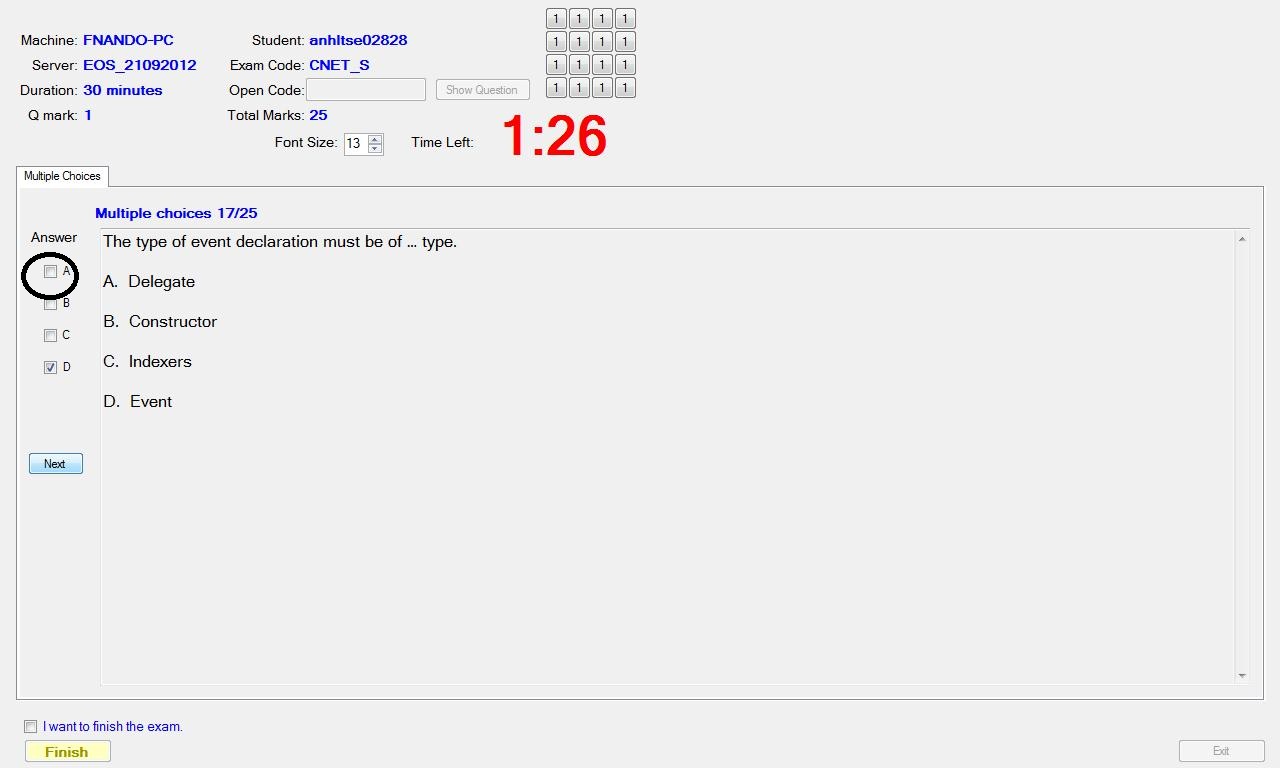 Machine: FNANDO-PC Student: anhltse02828
Server: EOS_21092012 Exam Code: CNET_S
Duration: 30 minutes Open Code: Show Question
Q mark: 1 Total Marks: 25
1 1 1 1
1 1 1 1
1 1 1 1
1 1 1 1
Font Size: 13 Time Left: 1:26
Multiple Choices
Multiple choices 17/25
Answer
A
B
C
D
The type of event declaration must be of ... type.
A. Delegate
B. Constructor
C. Indexers
D. Event
Next
I want to finish the exam.
Finish
Exit